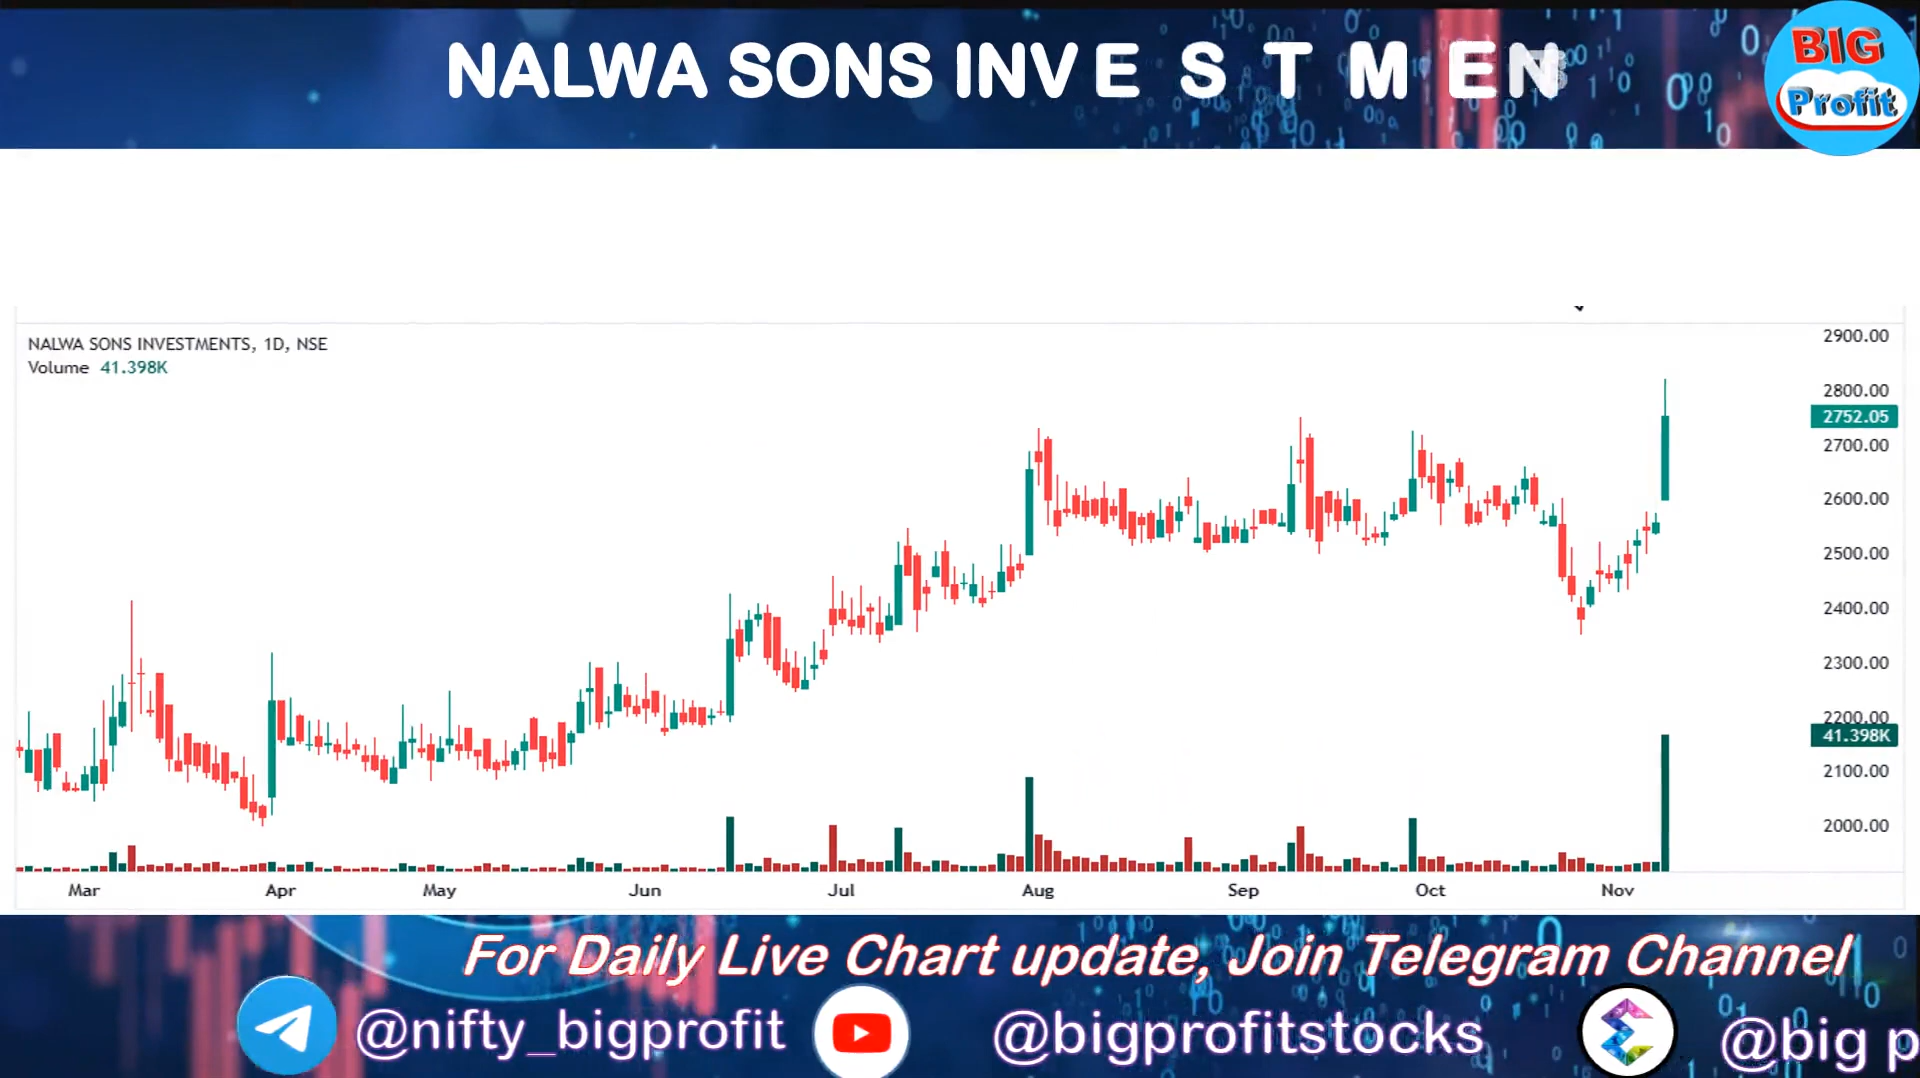 NALWA SONS INVESTMEN
BIG
Profit
NALWA SONS INVESTMENTS, 1D, NSE
Volume 41.398K
2900.00
2800.00
2752.05
2700.00
2600.00
2500.00
2400.00
2300.00
2200.00
41.398K
2100.00
2000.00
Mar Apr May Jun Jul Aug Sep Oct Nov
For Daily Live Chart update, Join Telegram Channel
@nifty_bigprofit @bigprofitstocks @big p